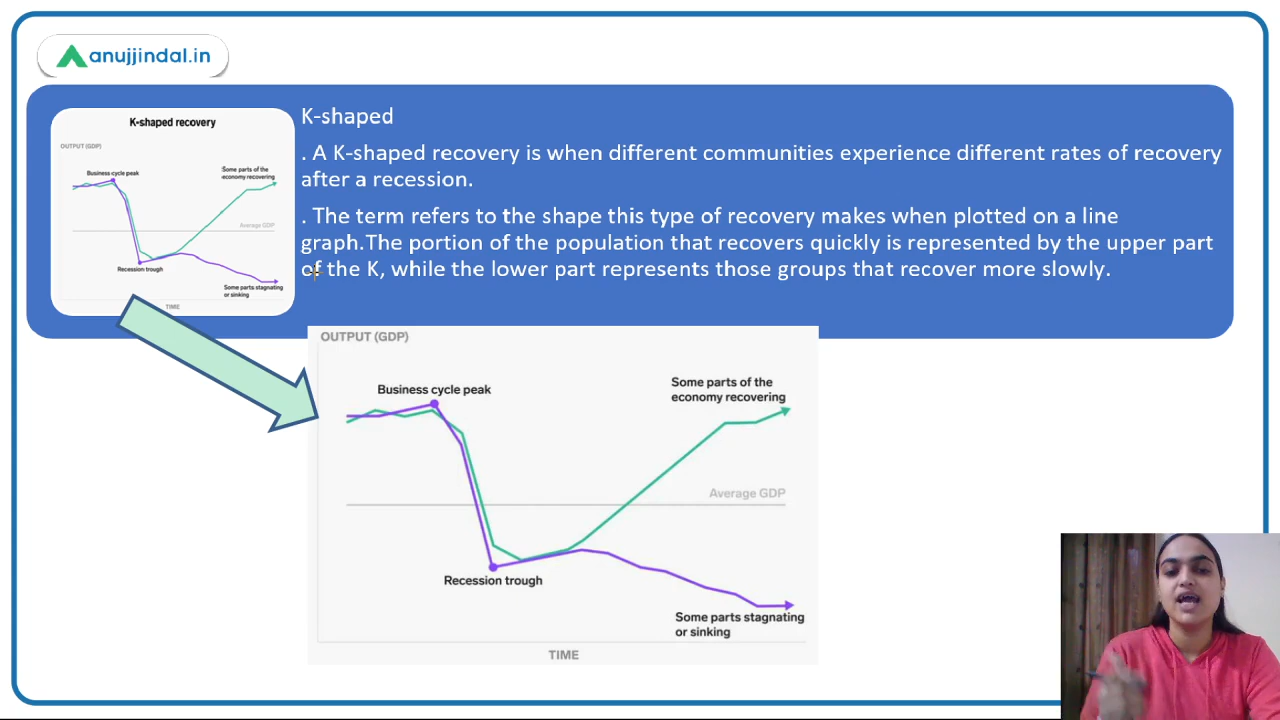 anujjindal.in
K-shaped recovery
OUTPUT (GDP)
Business cycle peak
Some parts of the
economy recovering
Average GDP
Recession trough
Some parts stagnating
or sinking
TIME
K-shaped
. A K-shaped recovery is when different communities experience different rates of recovery
after a recession.
. The term refers to the shape this type of recovery makes when plotted on a line
graph.The portion of the population that recovers quickly is represented by the upper part
of the K, while the lower part represents those groups that recover more slowly.
OUTPUT (GDP)
Business cycle peak
Some parts of the
economy recovering
Average GDP
Recession trough
Some parts stagnating
or sinking
TIME